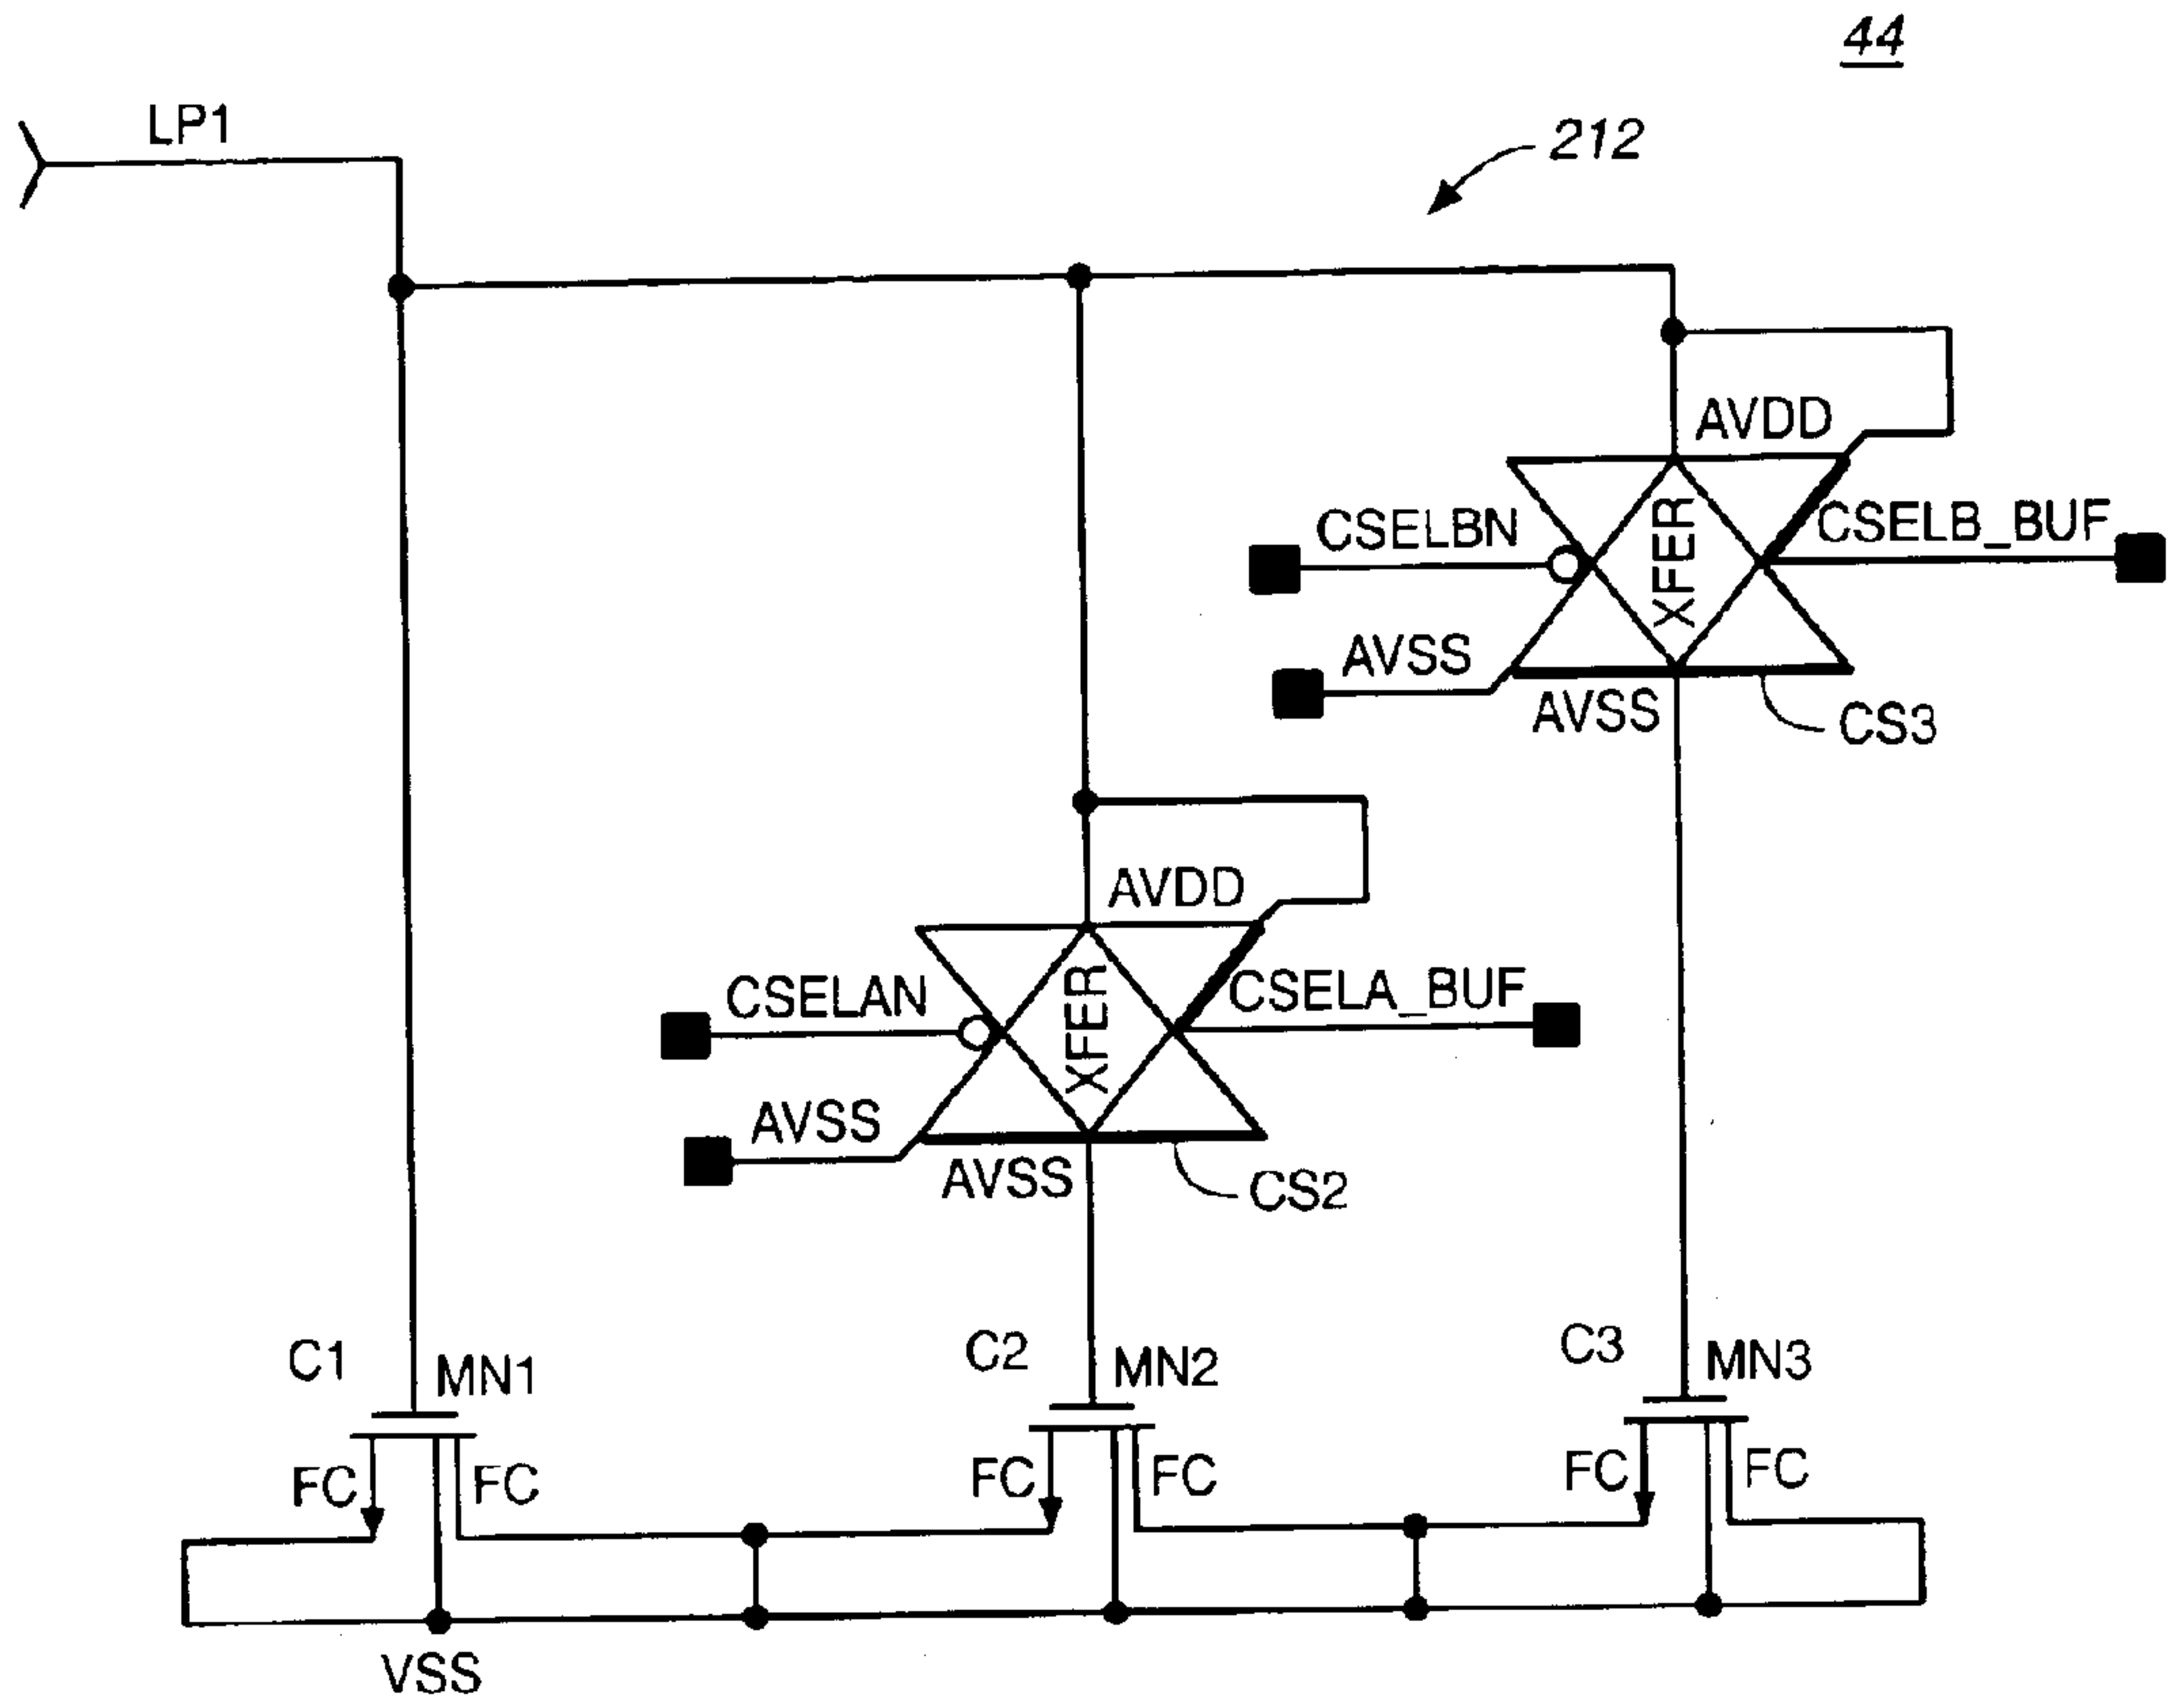 44
LP1
212
AVDD
CSELBN
XFER
CSELB_BUF
AVSS
AVSS
CS3
AVDD
CSELAN
XFER
CSELA_BUF
AVSS
AVSS
CS2
C1
MN1
C2
MN2
C3
MN3
FC
FC
FC
FC
FC
FC
VSS